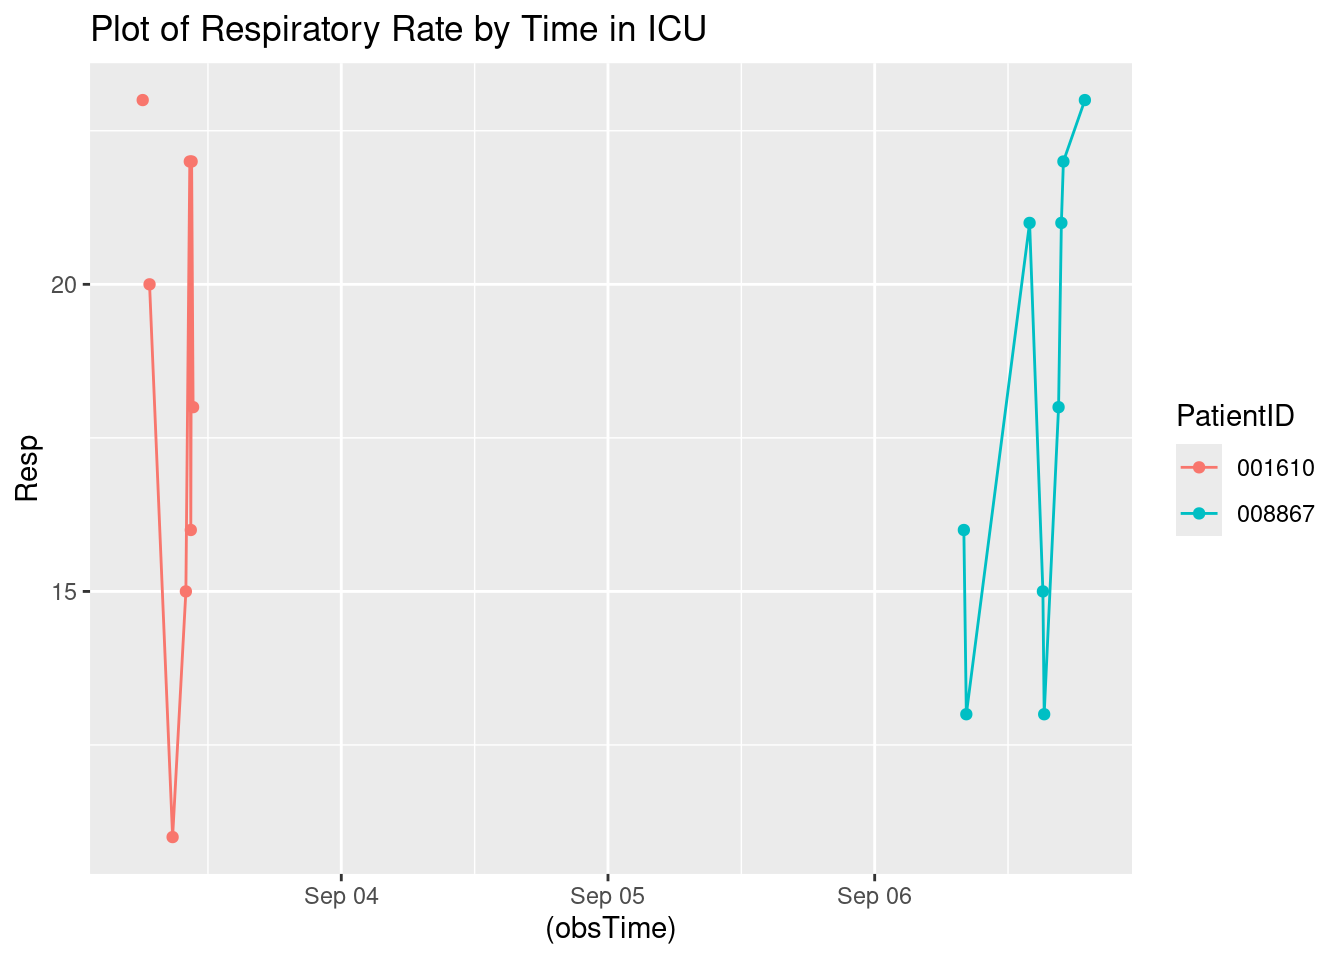 Plot of Respiratory Rate by Time in ICU
20
15
Resp
Sep 04
Sep 05
Sep 06
(obsTime)
PatientID
001610
008867